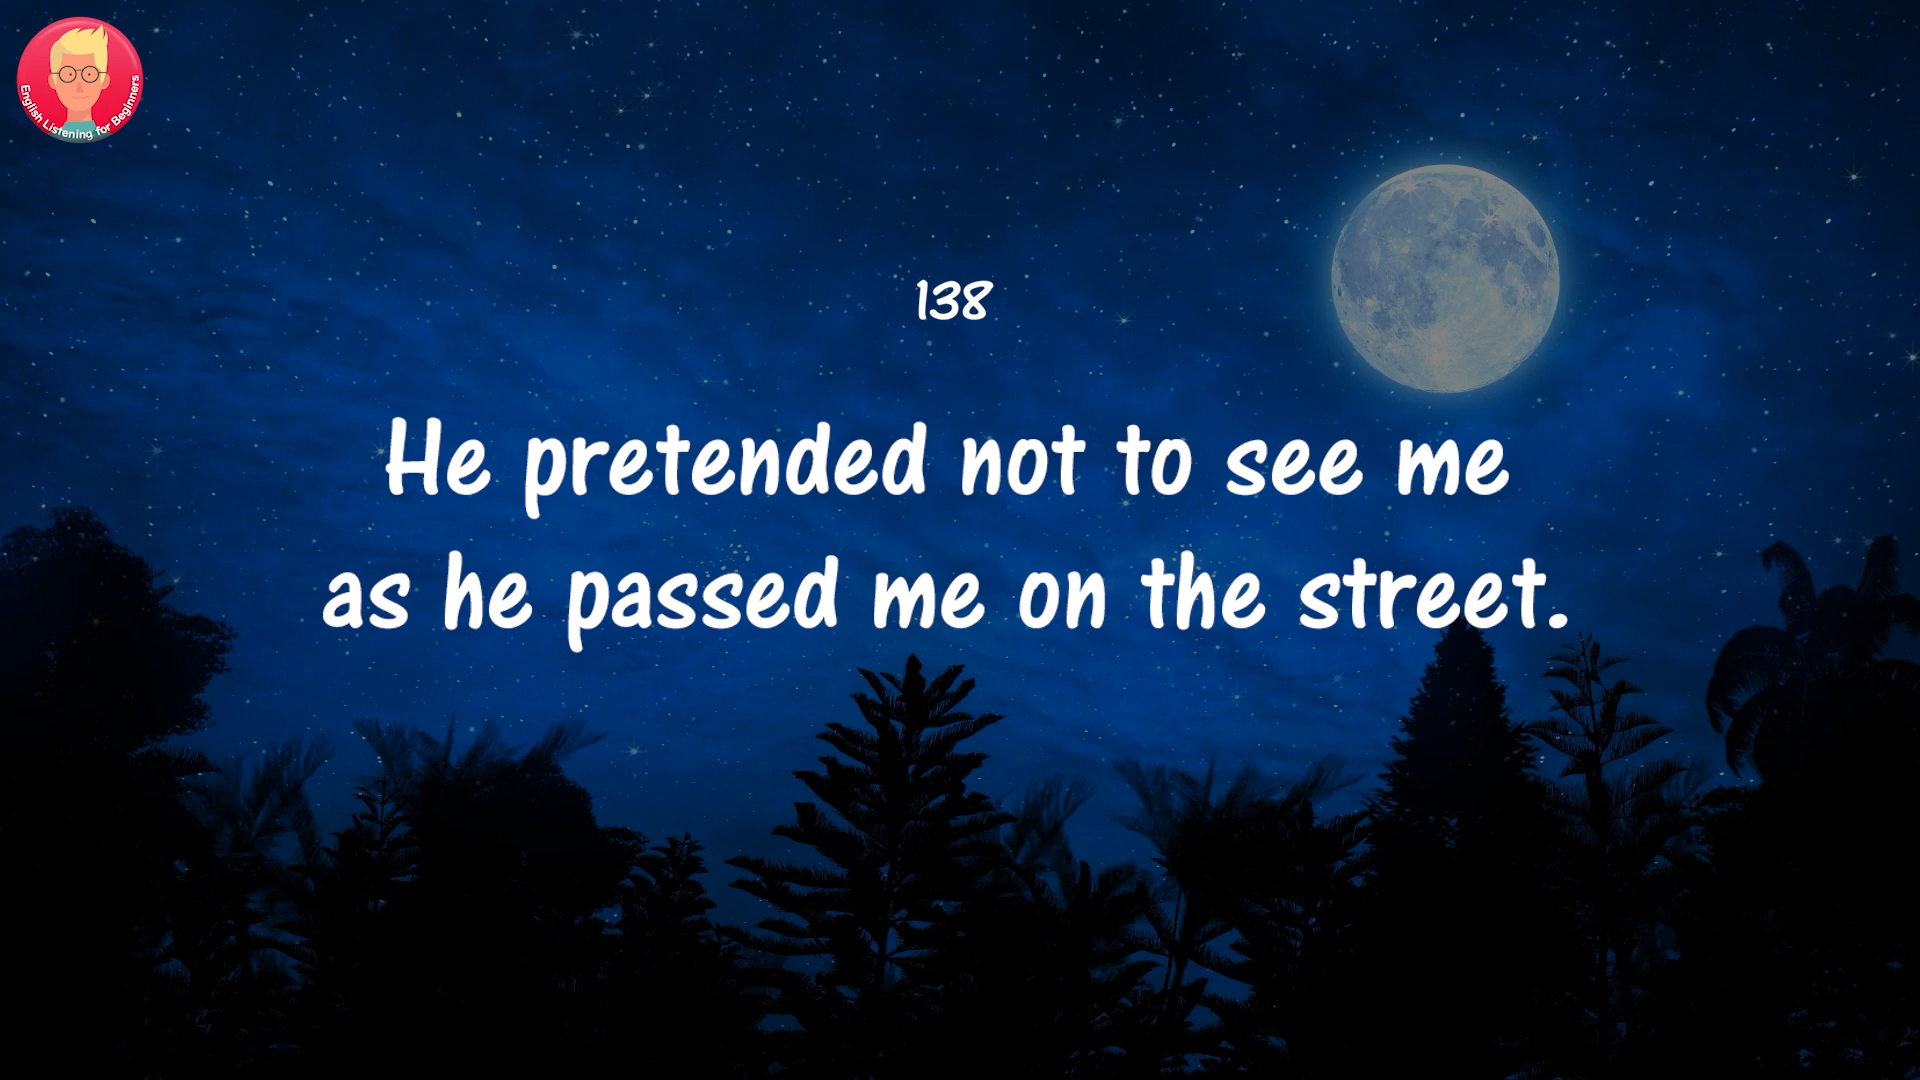 English Listening for Beginners
138
He pretended not to see me
as he passed me on the street.